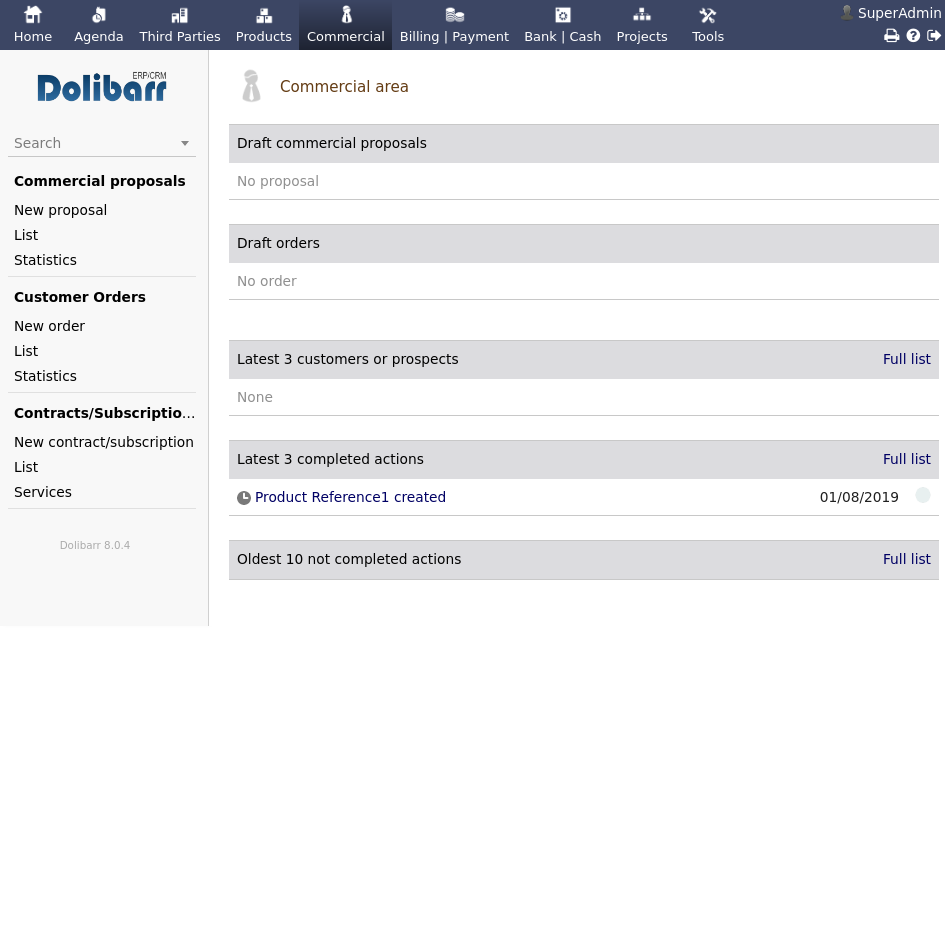 Home Agenda Third Parties Products Commercial Billing | Payment Bank | Cash Projects Tools
SuperAdmin
Dolibarr ERP/CRM
Search
Commercial proposals
New proposal
List
Statistics
Customer Orders
New order
List
Statistics
Contracts/Subscriptio...
New contract/subscription
List
Services
Dolibarr 8.0.4
Commercial area
Draft commercial proposals
No proposal
Draft orders
No order
Latest 3 customers or prospects Full list
None
Latest 3 completed actions Full list
Product Reference1 created 01/08/2019
Oldest 10 not completed actions Full list